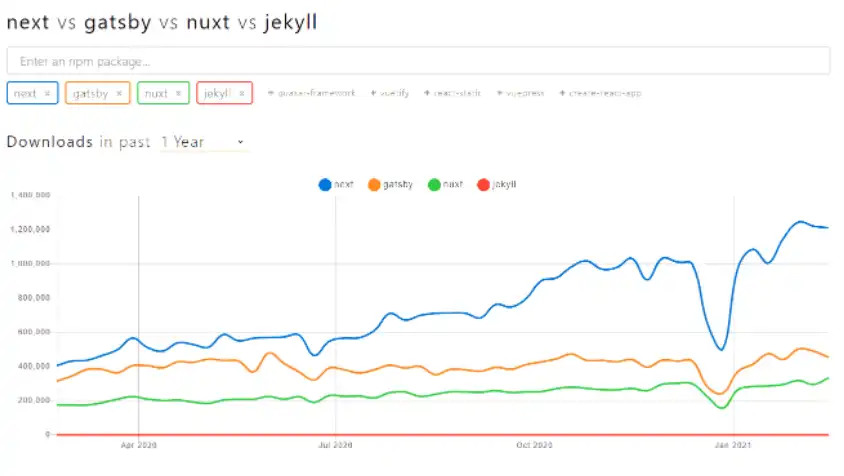 next vs gatsby vs nuxt vs jekyll
Enter an npm package...
next × gatsby × nuxt × jekyll × + quasar-framework + vuetify + react-static + vuepress + create-react-app
Downloads in past 1 Year
next gatsby nuxt jekyll
1,400,000
1,200,000
1,000,000
800,000
600,000
400,000
200,000
0
Apr 2020 Jul 2020 Oct 2020 Jan 2021